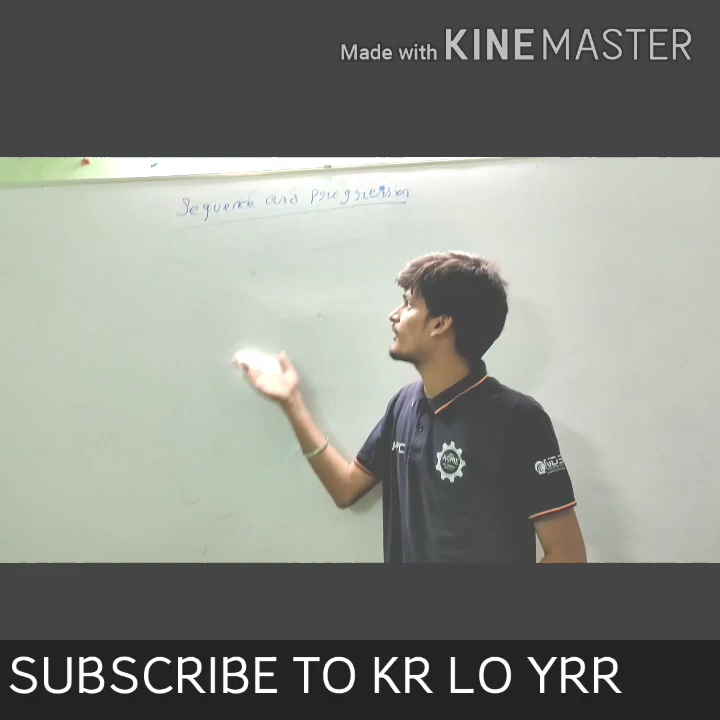 Made with KINEMASTER
Sequence and Progression
SUBSCRIBE TO KR LO YRR